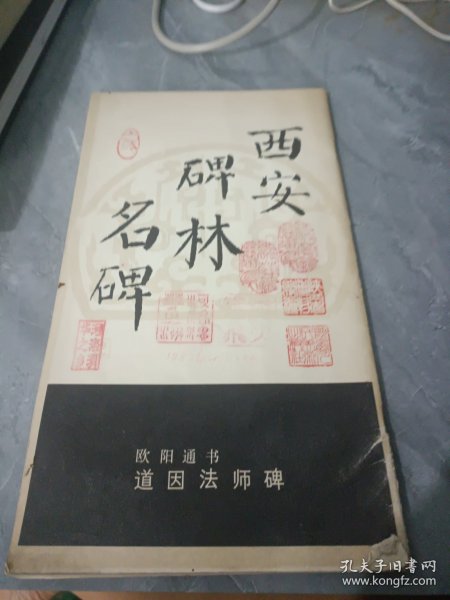 西安
碑林
名碑
欧阳通书
道因法师碑
孔夫子旧书网
www.kongfz.com